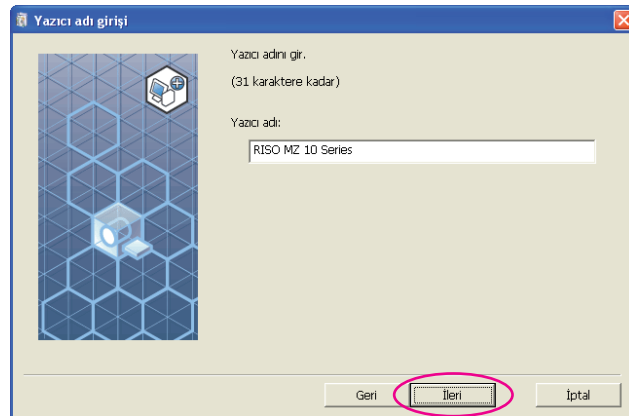 Yazıcı adı girişi
Yazıcı adını gir.
(31 karaktere kadar)
Yazıcı adı:
RISO MZ 10 Series
Geri
İleri
İptal